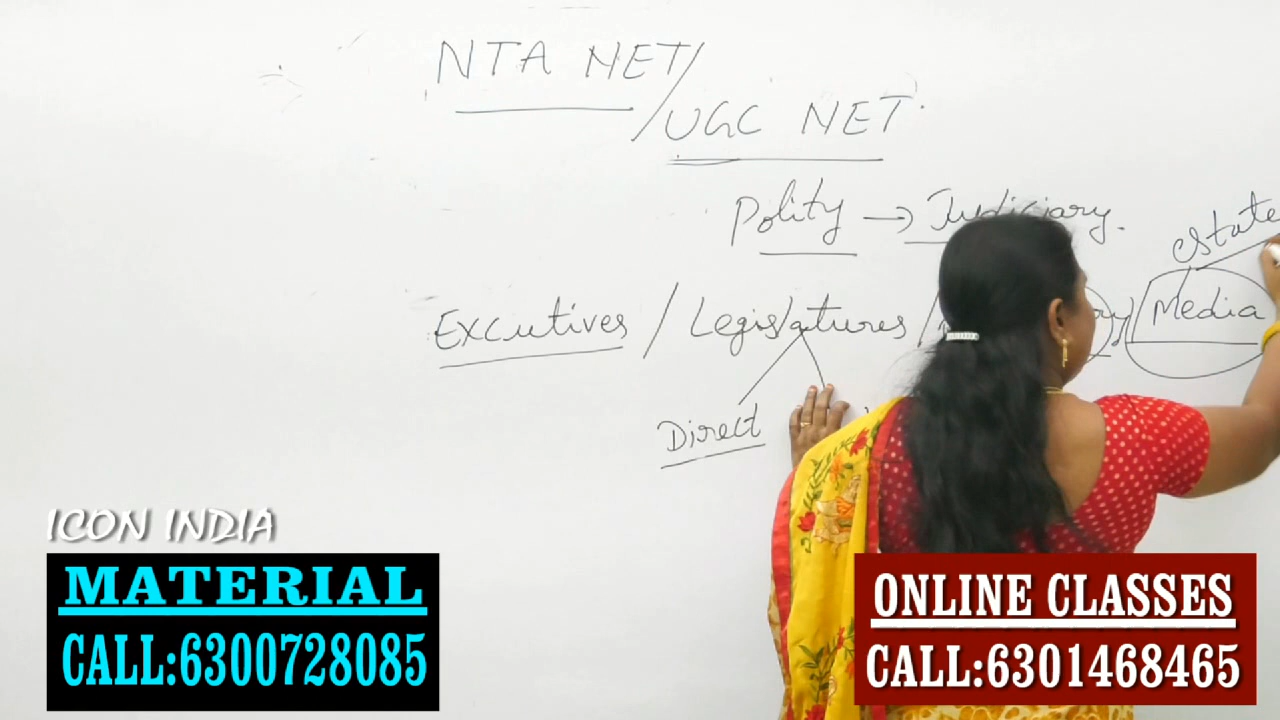 NTA NET/
/UGC NET.
Polity → Judiciary.
estate
Excutives / Legislatures / ry/ Media
Direct
ICON INDIA
MATERIAL
CALL:6300728085
ONLINE CLASSES
CALL:6301468465